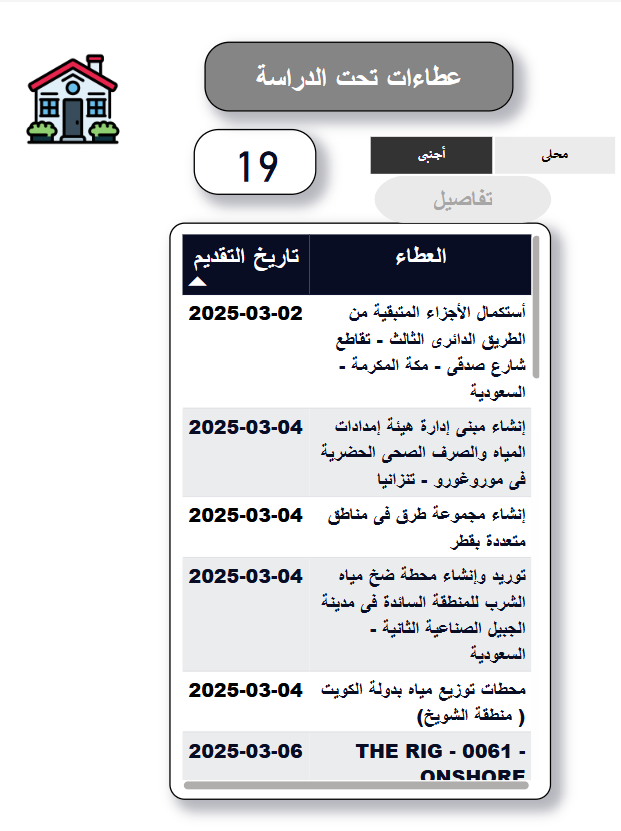 عطاءات تحت الدراسة
محلى
أجنبى
19
تفاصيل
العطاء
تاريخ التقديم
أستكمال الأجزاء المتبقية من
2025-03-02
الطريق الدائرى الثالث - تقاطع
شارع صدقى - مكة المكرمة -
السعودية
إنشاء مبنى إدارة هيئة إمدادات
2025-03-04
المياه والصرف الصحى الحضرية
فى موروغورو - تنزانيا
إنشاء مجموعة طرق فى مناطق
2025-03-04
متعددة بقطر
توريد وإنشاء محطة ضخ مياه
2025-03-04
الشرب للمنطقة السائدة فى مدينة
الجبيل الصناعية الثانية -
السعودية
محطات توزيع مياه بدولة الكويت
2025-03-04
( منطقة الشويخ)
THE RIG - 0061 -
2025-03-06
ONSHORE